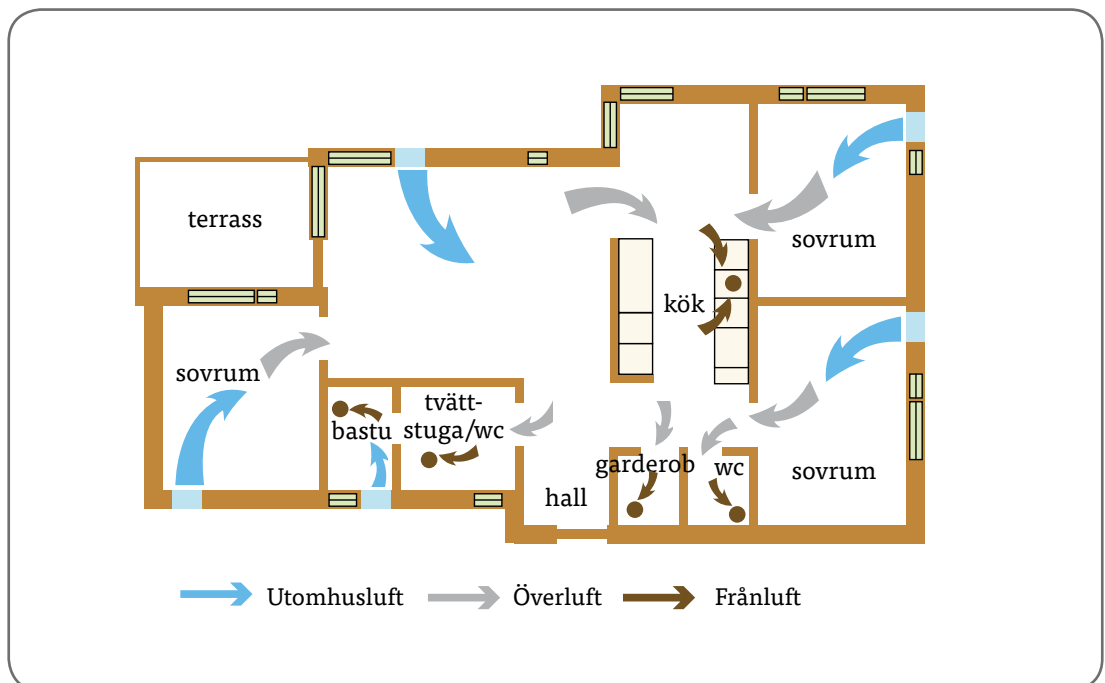 terrass
sovrum
kök
sovrum
tvätt-
bastu
stuga/wc
garderob
wc
sovrum
hall
Utomhusluft
Överluft
Frånluft